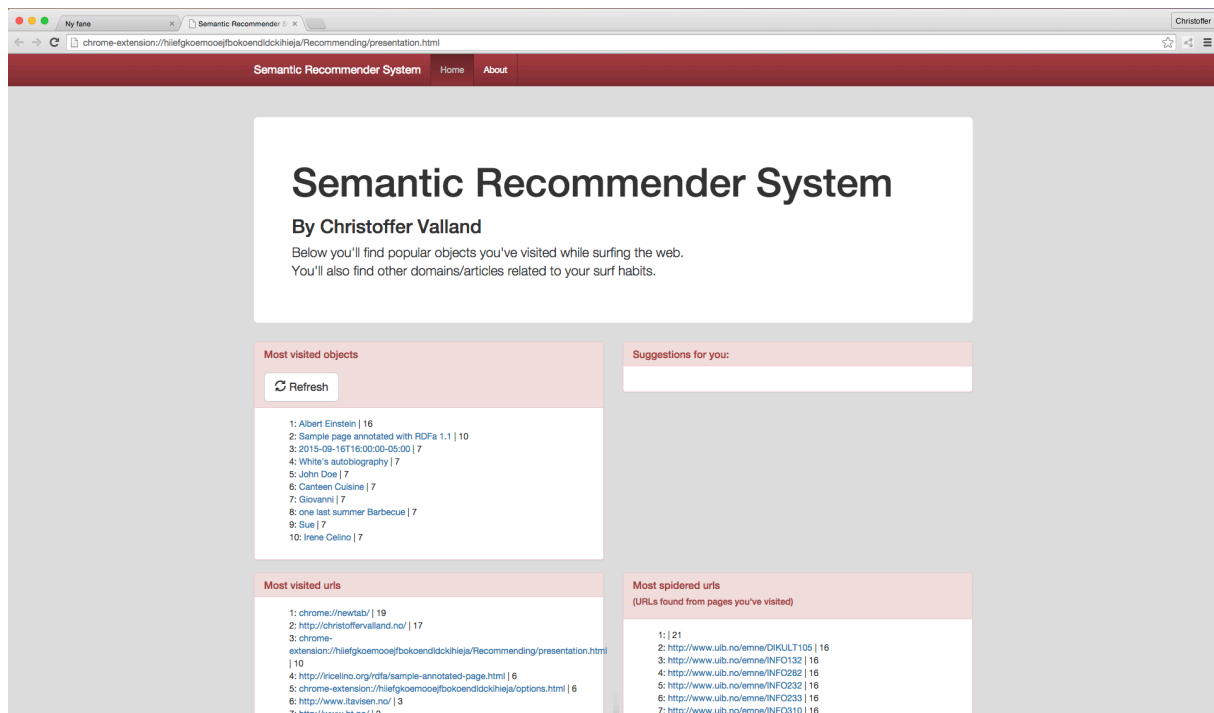 Ny fane
Semantic Recommender S
Christoffer
chrome-extension://hiiefgkoemooejfbokoendldckihieja/Recommending/presentation.html
Semantic Recommender System Home About
Semantic Recommender System
By Christoffer Valland
Below you'll find popular objects you've visited while surfing the web.
You'll also find other domains/articles related to your surf habits.
Most visited objects
Refresh
1: Albert Einstein | 16
2: Sample page annotated with RDFa 1.1 | 10
3: 2015-09-16T16:00:00-05:00 | 7
4: White's autobiography | 7
5: John Doe | 7
6: Canteen Cuisine | 7
7: Giovanni | 7
8: one last summer Barbecue | 7
9: Sue | 7
10: Irene Celino | 7
Suggestions for you:
Most visited urls
1: chrome://newtab/ | 19
2: http://christoffervalland.no/ | 17
3: chrome-
extension://hiiefgkoemooejfbokoendldckihieja/Recommending/presentation.html
| 10
4: http://iricelino.org/rdfa/sample-annotated-page.html | 6
5: chrome-extension://hiiefgkoemooejfbokoendldckihieja/options.html | 6
6: http://www.itavisen.no/ | 3
7: http://www.bt.no/ | 3
Most spidered urls
(URLs found from pages you've visited)
1: | 21
2: http://www.uib.no/emne/DIKULT105 | 16
3: http://www.uib.no/emne/INFO132 | 16
4: http://www.uib.no/emne/INFO282 | 16
5: http://www.uib.no/emne/INFO232 | 16
6: http://www.uib.no/emne/INFO233 | 16
7: http://www.uib.no/emne/INFO310 | 16